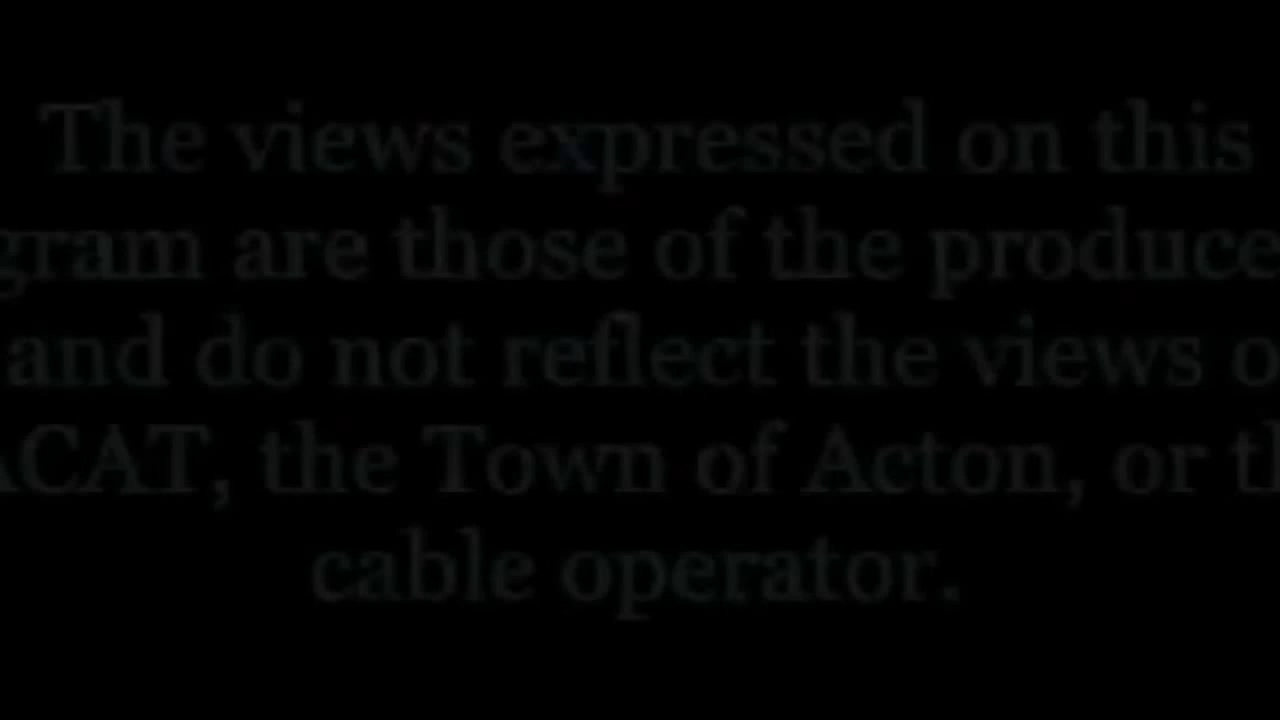 The views expressed on this
gram are those of the produce
and do not reflect the views o
ACAT, the Town of Acton, or th
cable operator.